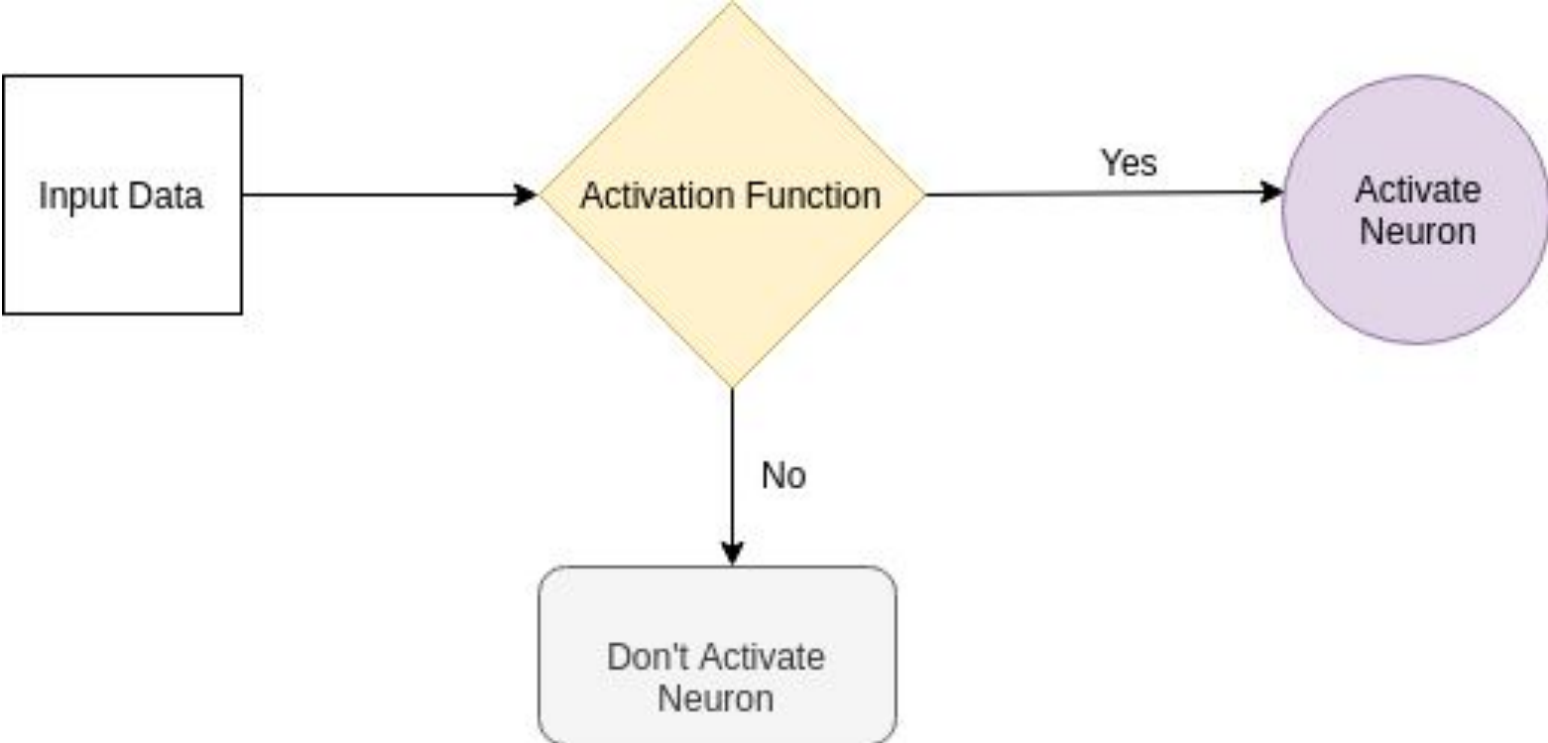 Input Data
Activation Function
Yes
Activate
Neuron
No
Don't Activate
Neuron